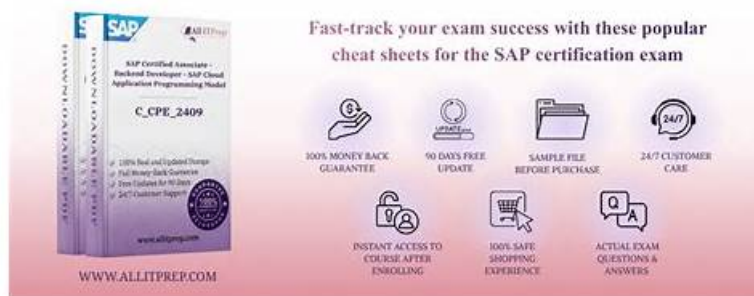 SAP
AllITPrep
SAP Certified Associate -
Backend Developer - SAP Cloud
Application Programming Model
C_CPE_2409
100% Real and Updated Dumps
Full Money-Back Guarantee
Free Updates for 90 Days
24/7 Customer Support
100%
www.allitprep.com
DOWNLOADABLE PDF
DOWNLOADABLE PDF
WWW.ALLITPREP.COM
Fast-track your exam success with these popular
cheat sheets for the SAP certification exam
$
100% MONEY BACK
GUARANTEE
UPDATE
90 DAYS FREE
UPDATE
SAMPLE FILE
BEFORE PURCHASE
24/7
24/7 CUSTOMER
CARE
INSTANT ACCESS TO
COURSE AFTER
ENROLLING
100% SAFE
SHOPPING
EXPERIENCE
Q
A
ACTUAL EXAM
QUESTIONS &
ANSWERS